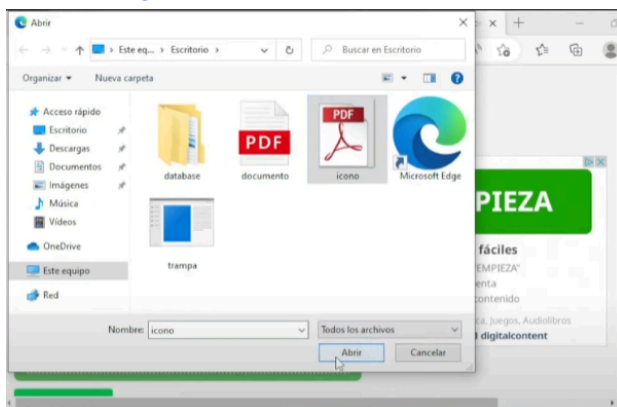 Abrir
Este eq... > Escritorio >
Buscar en Escritorio
Organizar
Nueva carpeta
Acceso rápido
Escritorio
Descargas
Documentos
Imágenes
Música
Vídeos
OneDrive
Este equipo
Red
PDF
PDF
database
documento
icono
Microsoft Edge
trampa
Nombre: icono
Todos los archivos
Abrir
Cancelar
PIEZA
fáciles
EMPIEZA"
enta
contenido
ca, Juegos, Audiolibros
digitalcontent